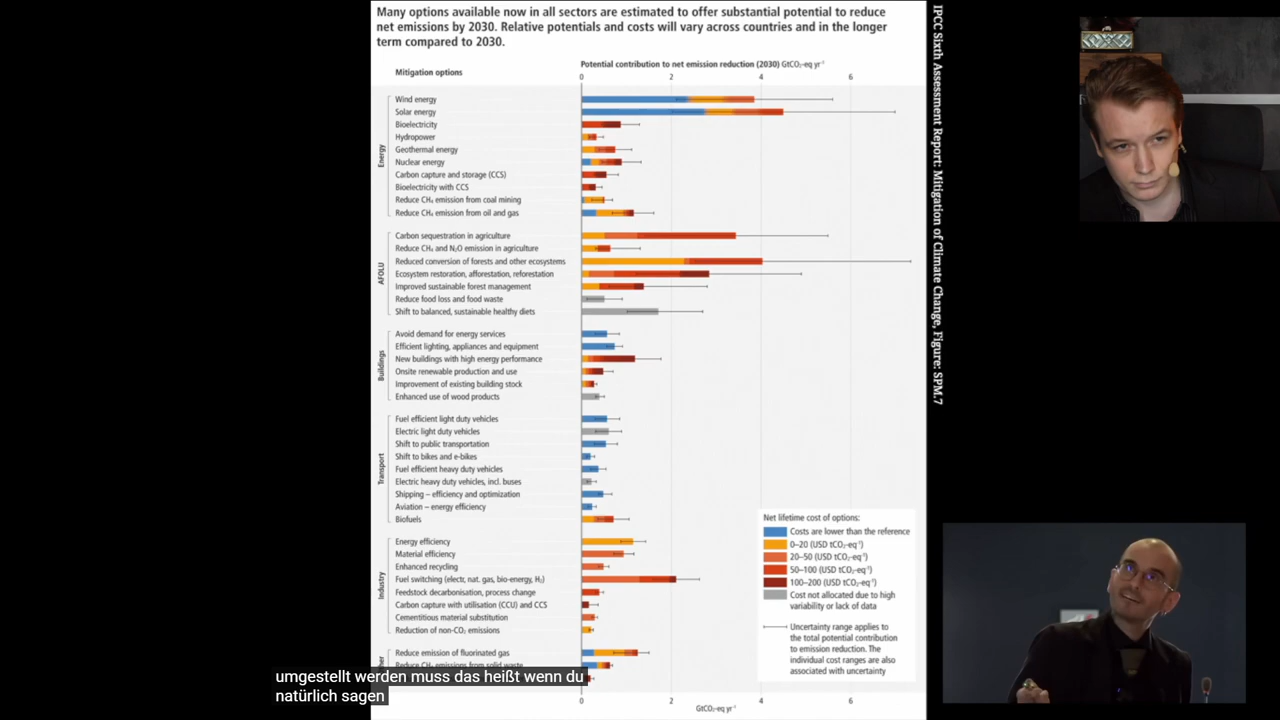 Many options available now in all sectors are estimated to offer substantial potential to reduce
net emissions by 2030. Relative potentials and costs will vary across countries and in the longer
term compared to 2030.
Potential contribution to net emission reduction (2030) GtCO₂-eq yr⁻¹
Mitigation options
0 2 4 6
Energy
Wind energy
Solar energy
Bioelectricity
Hydropower
Geothermal energy
Nuclear energy
Carbon capture and storage (CCS)
Bioelectricity with CCS
Reduce CH₄ emission from coal mining
Reduce CH₄ emission from oil and gas
AFOLU
Carbon sequestration in agriculture
Reduce CH₄ and N₂O emission in agriculture
Reduced conversion of forests and other ecosystems
Ecosystem restoration, afforestation, reforestation
Improved sustainable forest management
Reduce food loss and food waste
Shift to balanced, sustainable healthy diets
Buildings
Avoid demand for energy services
Efficient lighting, appliances and equipment
New buildings with high energy performance
Onsite renewable production and use
Improvement of existing building stock
Enhanced use of wood products
Transport
Fuel efficient light duty vehicles
Electric light duty vehicles
Shift to public transportation
Shift to bikes and e-bikes
Fuel efficient heavy duty vehicles
Electric heavy duty vehicles, incl. buses
Shipping – efficiency and optimization
Aviation – energy efficiency
Biofuels
Industry
Energy efficiency
Material efficiency
Enhanced recycling
Fuel switching (electr, nat. gas, bio-energy, H₂)
Feedstock decarbonisation, process change
Carbon capture with utilisation (CCU) and CCS
Cementitious material substitution
Reduction of non-CO₂ emissions
Reduce emission of fluorinated gas
Reduce CH₄ emissions from solid waste
0 2 4 6
GtCO₂-eq yr⁻¹
Net lifetime cost of options:
Costs are lower than the reference
0–20 (USD tCO₂-eq⁻¹)
20–50 (USD tCO₂-eq⁻¹)
50–100 (USD tCO₂-eq⁻¹)
100–200 (USD tCO₂-eq⁻¹)
Cost not allocated due to high
variability or lack of data
Uncertainty range applies to
the total potential contribution
to emission reduction. The
individual cost ranges are also
associated with uncertainty
IPCC Sixth Assessment Report: Mitigation of Climate Change, Figure: SPM.7
umgestellt werden muss das heißt wenn du
natürlich sagen